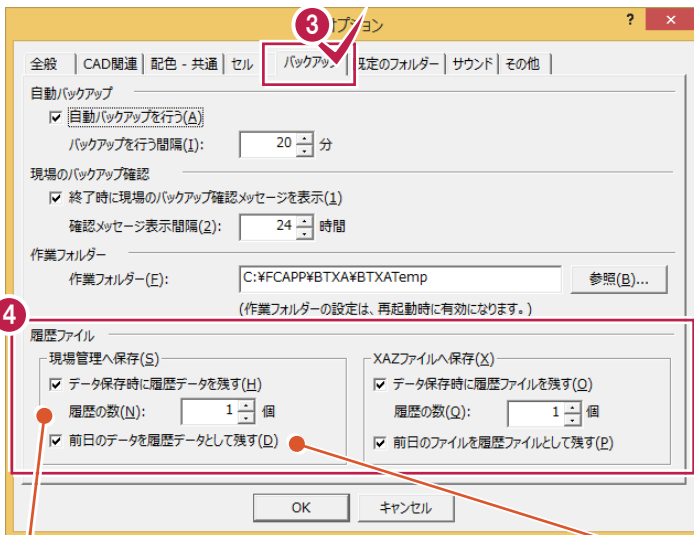 3
オプション
? ×
全般 CAD関連 配色 - 共通 セル バックアップ 既定のフォルダー サウンド その他
自動バックアップ
自動バックアップを行う(A)
バックアップを行う間隔(I): 20 分
現場のバックアップ確認
終了時に現場のバックアップ確認メッセージを表示(1)
確認メッセージ表示間隔(2): 24 時間
作業フォルダー
作業フォルダー(F): C:¥FCAPP¥BTXA¥BTXATemp 参照(B)...
(作業フォルダーの設定は、再起動時に有効になります。)
4
履歴ファイル
現場管理へ保存(S)
データ保存時に履歴データを残す(H)
履歴の数(N): 1 個
前日のデータを履歴データとして残す(D)
XAZファイルへ保存(X)
データ保存時に履歴ファイルを残す(O)
履歴の数(Q): 1 個
前日のファイルを履歴ファイルとして残す(P)
OK キャンセル